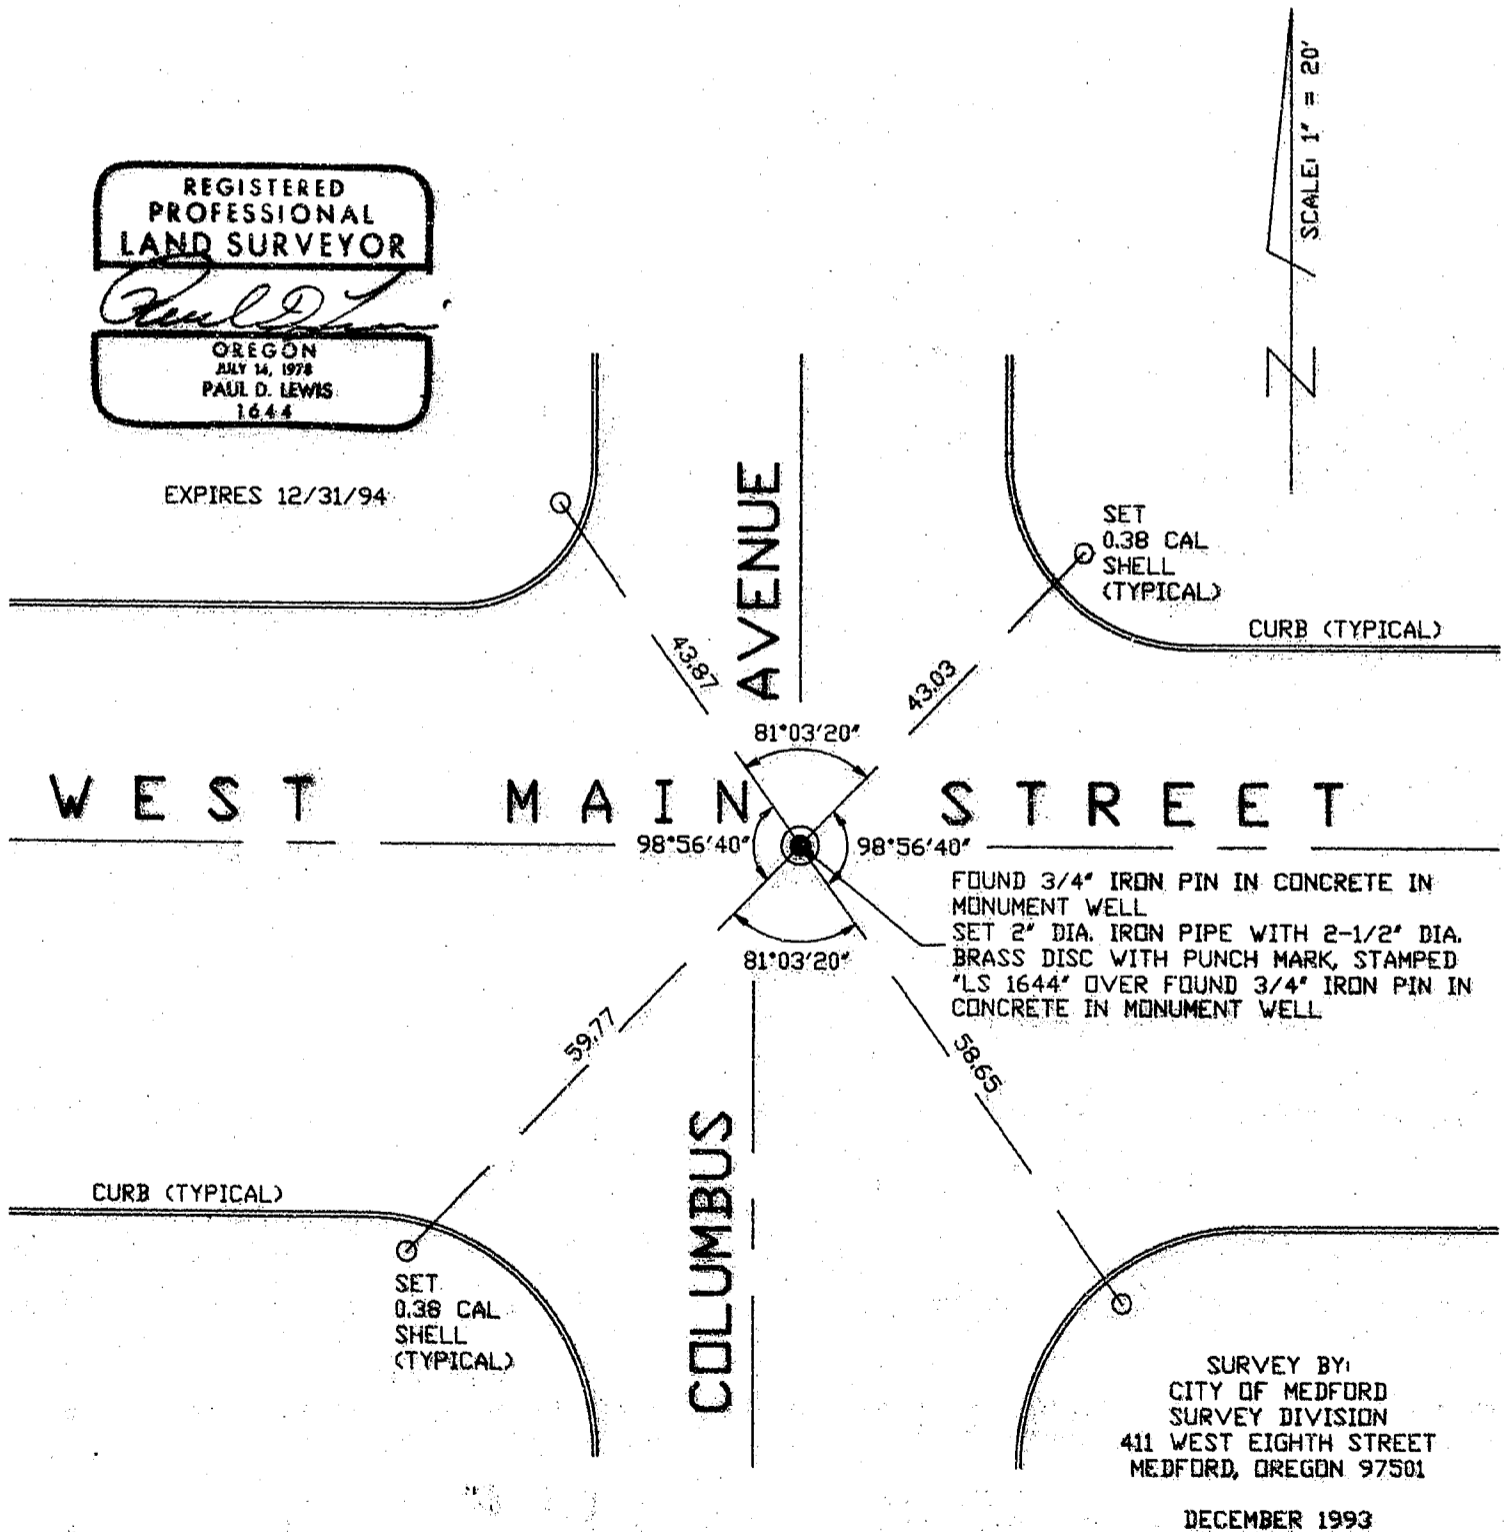 SCALE: 1" = 20'
N
REGISTERED
PROFESSIONAL
LAND SURVEYOR
Paul D. Lewis
OREGON
JULY 14, 1978
PAUL D. LEWIS
1644
EXPIRES 12/31/94
SET
0.38 CAL
SHELL
(TYPICAL)
CURB (TYPICAL)
AVENUE
43.87
43.03
81°03'20"
WEST MAIN STREET
98°56'40"
98°56'40"
FOUND 3/4" IRON PIN IN CONCRETE IN
MONUMENT WELL
SET 2" DIA. IRON PIPE WITH 2-1/2" DIA.
BRASS DISC WITH PUNCH MARK, STAMPED
"LS 1644" OVER FOUND 3/4" IRON PIN IN
CONCRETE IN MONUMENT WELL
81°03'20"
59.77
58.65
COLUMBUS
CURB (TYPICAL)
SET
0.38 CAL
SHELL
(TYPICAL)
SURVEY BY:
CITY OF MEDFORD
SURVEY DIVISION
411 WEST EIGHTH STREET
MEDFORD, OREGON 97501
DECEMBER 1993